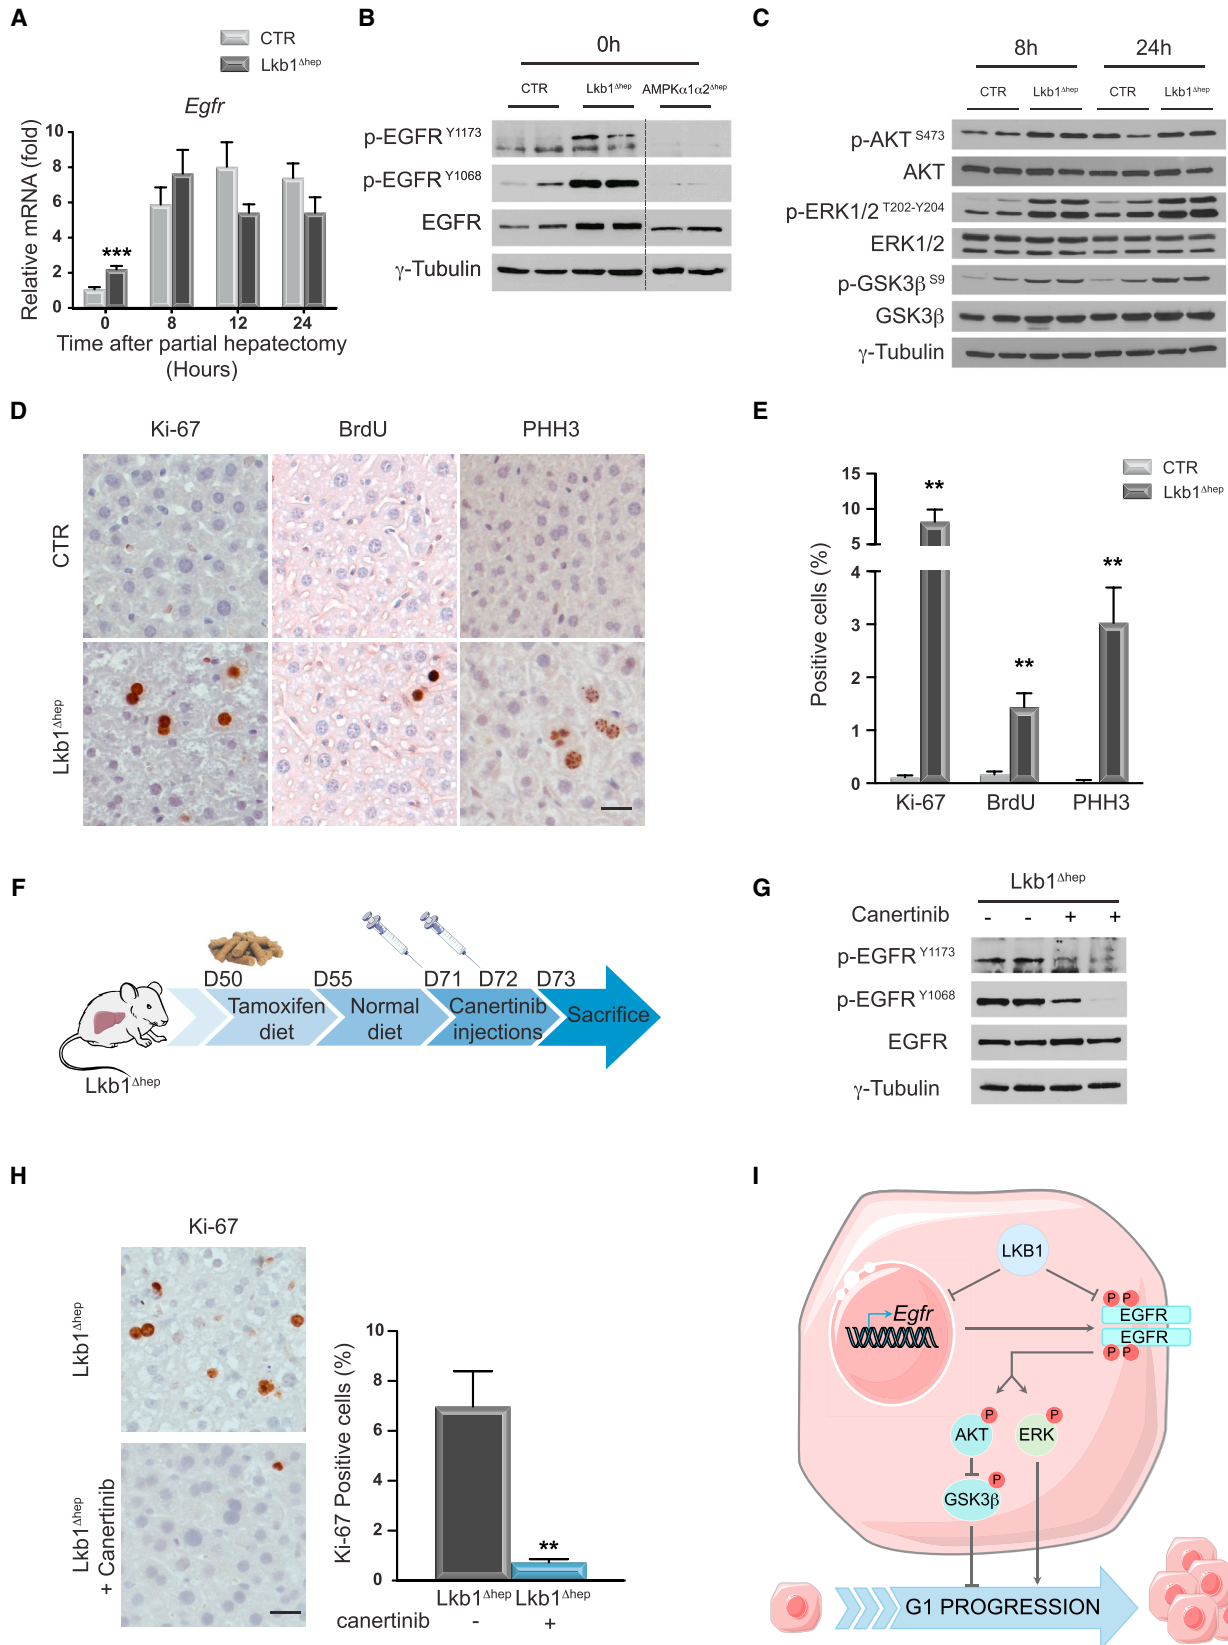 A
CTR
Lkb1Δhep
Egfr
Relative mRNA (fold)
10
8
6
4
2
0
***
0 8 12 24
Time after partial hepatectomy
(Hours)
B
0h
CTR Lkb1Δhep AMPKα1α2Δhep
p-EGFR Y1173
p-EGFR Y1068
EGFR
γ-Tubulin
C
8h 24h
CTR Lkb1Δhep CTR Lkb1Δhep
p-AKT S473
AKT
p-ERK1/2 T202-Y204
ERK1/2
p-GSK3β S9
GSK3β
γ-Tubulin
D
Ki-67 BrdU PHH3
CTR
Lkb1Δhep
E
CTR
Lkb1Δhep
Positive cells (%)
15
10
5
4
3
2
1
0
**
**
**
Ki-67 BrdU PHH3
F
D50 D55 D71 D72 D73
Tamoxifen diet
Normal diet
Canertinib injections
Sacrifice
Lkb1Δhep
G
Lkb1Δhep
Canertinib - - + +
p-EGFR Y1173
p-EGFR Y1068
EGFR
γ-Tubulin
H
Ki-67
Lkb1Δhep
Lkb1Δhep
+ Canertinib
Ki-67 Positive cells (%)
10
8
6
4
2
0
**
Lkb1Δhep Lkb1Δhep
canertinib - +
I
LKB1
Egfr
P P
EGFR
EGFR
P P
P
AKT
P
ERK
P
GSK3β
G1 PROGRESSION